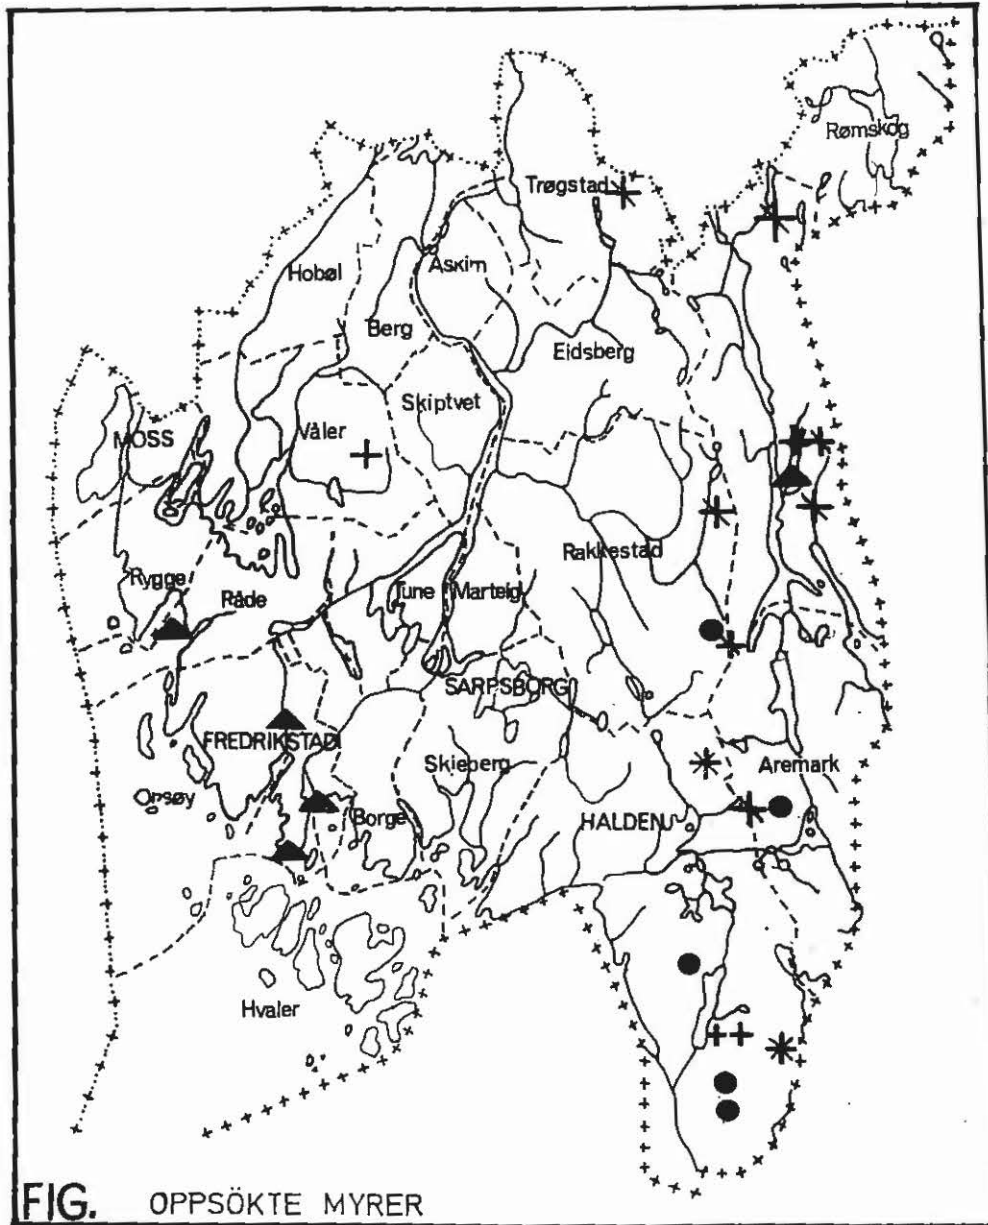 Rømskog
Trøgstad
Hobøl
Askim
Berg
Eidsberg
Skiptvet
MOSS
Våler
Rakkestad
Rygge
Råde
Tune
Marteig
SARPSBORG
FREDRIKSTAD
Skjeberg
Aremark
Onsøy
Borge
HALDEN
Hvaler
FIG. OPPSÖKTE MYRER